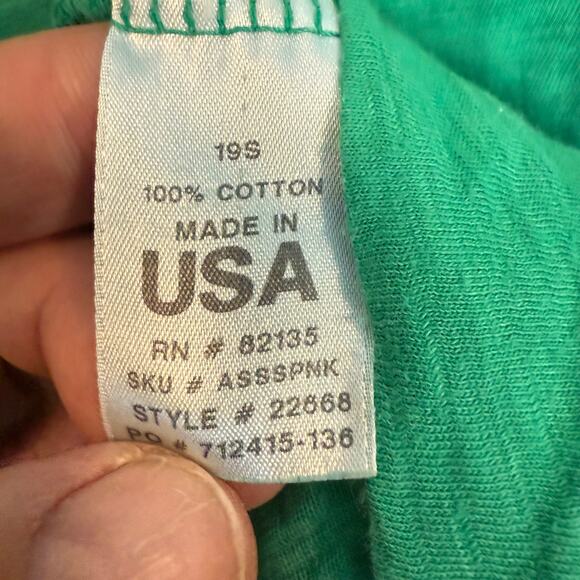 19S
100% COTTON
MADE IN
USA
RN # 82135
SKU # ASSSPNK
STYLE # 22668
PO # 712415-136